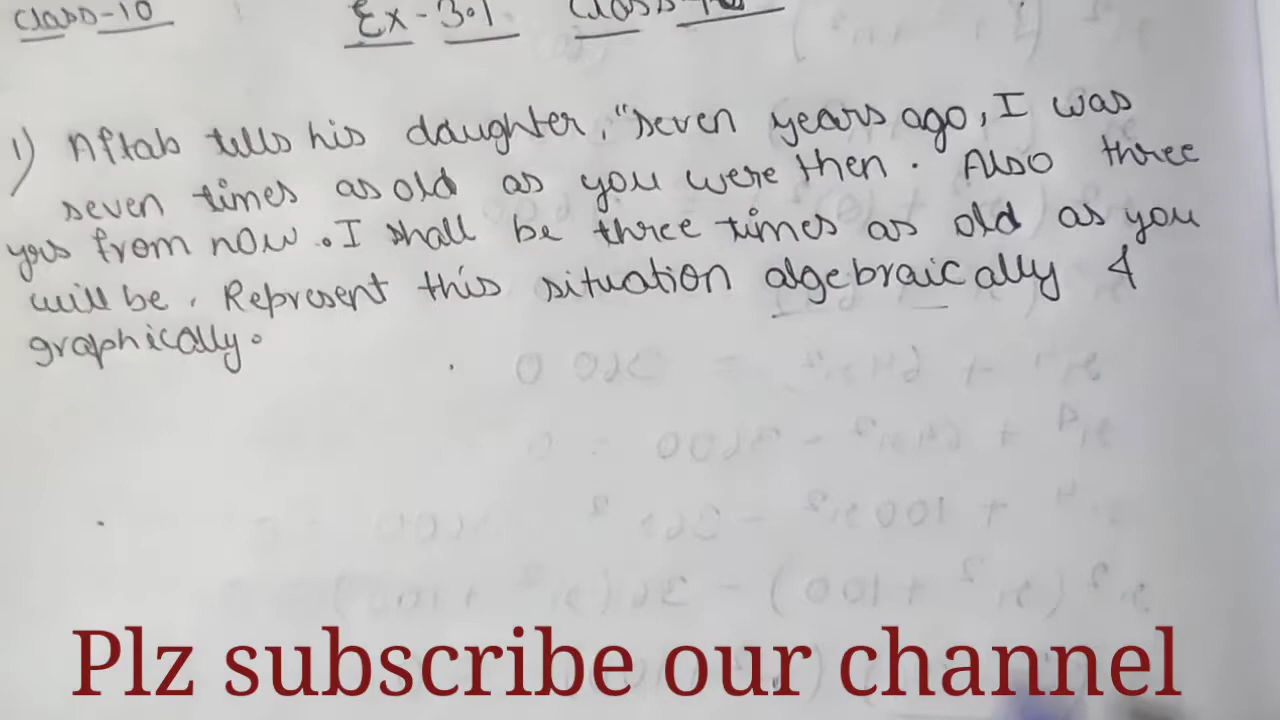 Class-10 Ex-3.1 Class-10
1) Aftab tells his daughter, "seven years ago, I was
seven times as old as you were then. Also three
yrs from now. I shall be three times as old as you
will be. Represent this situation algebraically &
graphically.
Plz subscribe our channel